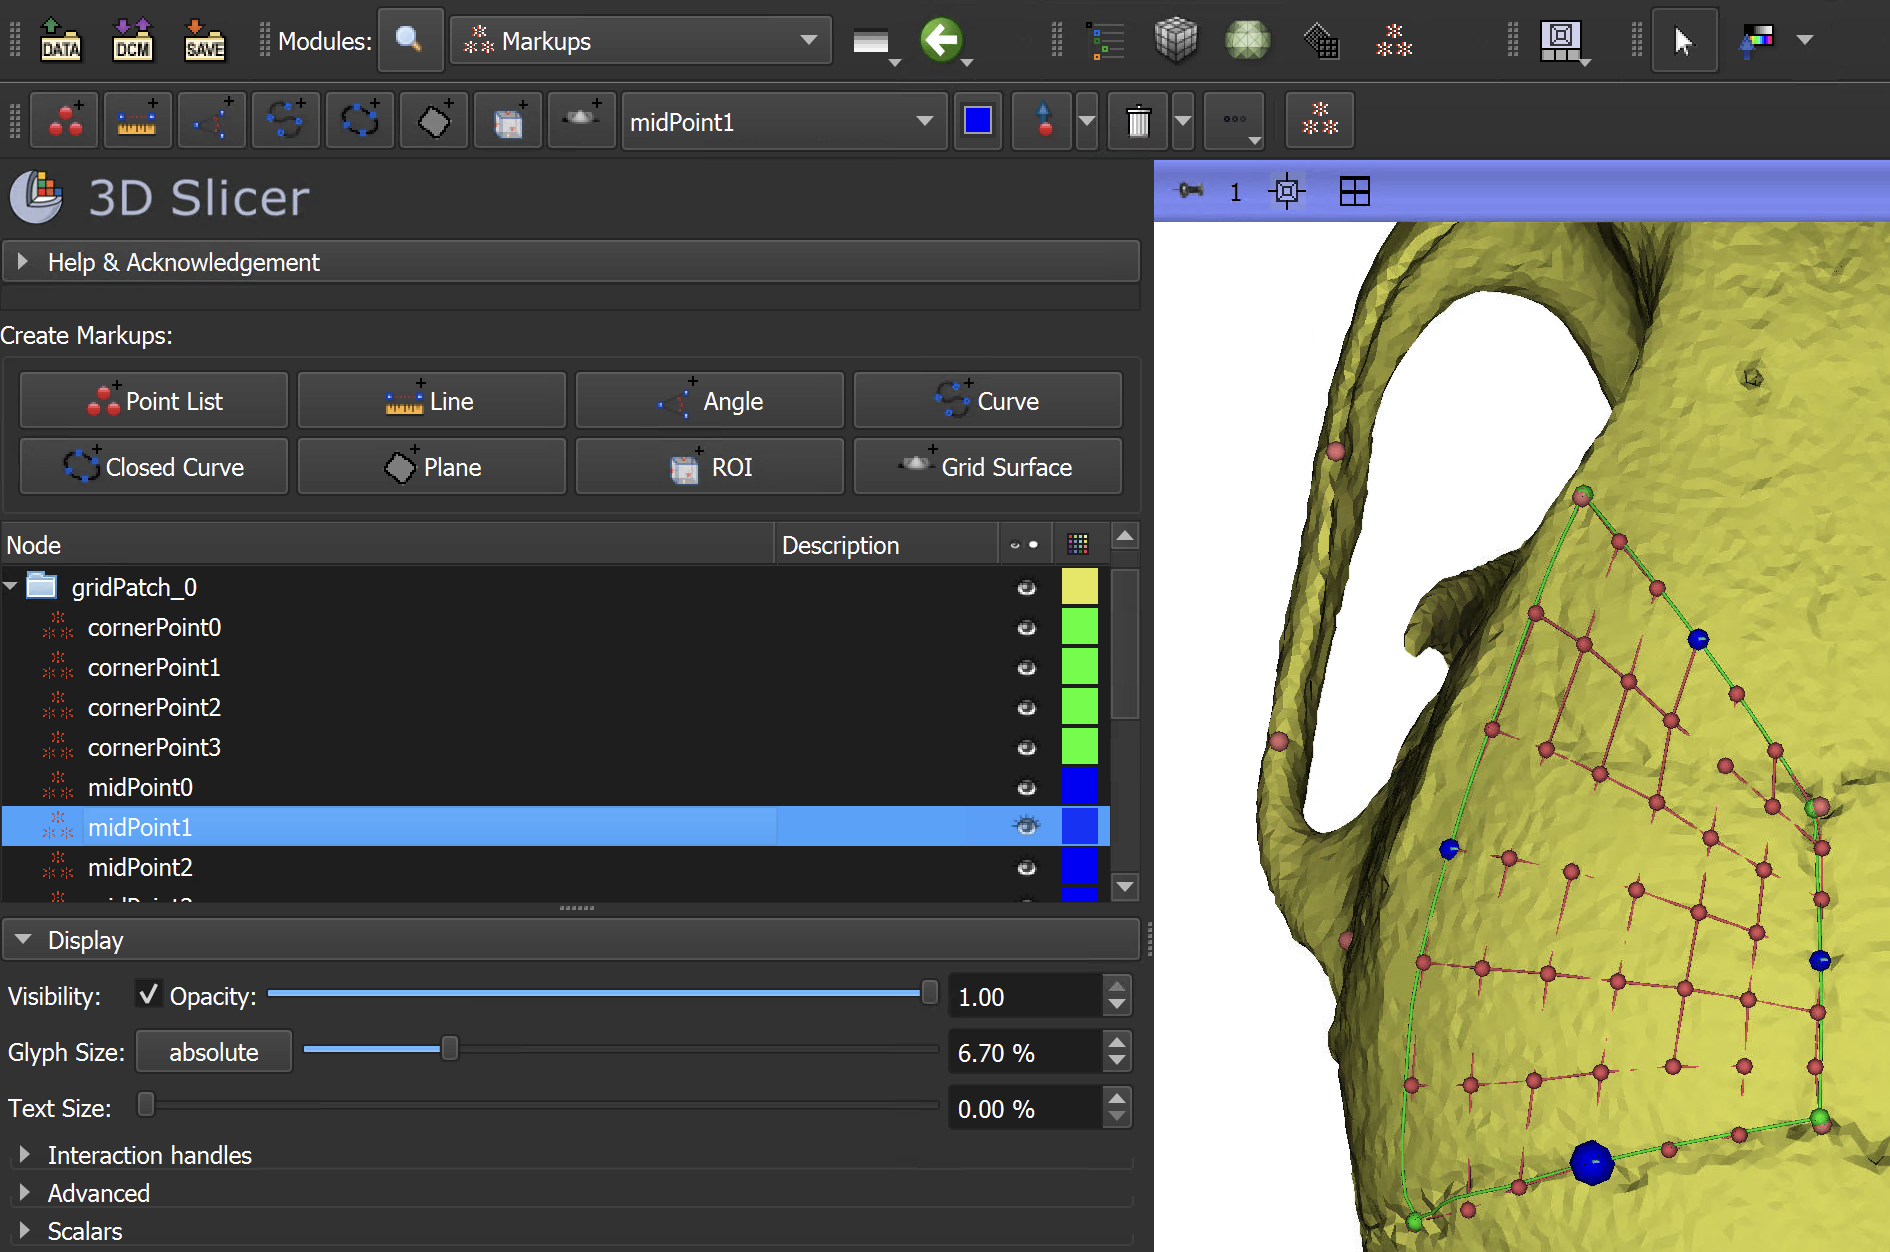 DATA DCM SAVE Modules: Markups
midPoint1
3D Slicer
1
Help & Acknowledgement
Create Markups:
Point List Line Angle Curve
Closed Curve Plane ROI Grid Surface
Node Description
gridPatch_0
cornerPoint0
cornerPoint1
cornerPoint2
cornerPoint3
midPoint0
midPoint1
midPoint2
Display
Visibility: Opacity: 1.00
Glyph Size: absolute 6.70 %
Text Size: 0.00 %
Interaction handles
Advanced
Scalars